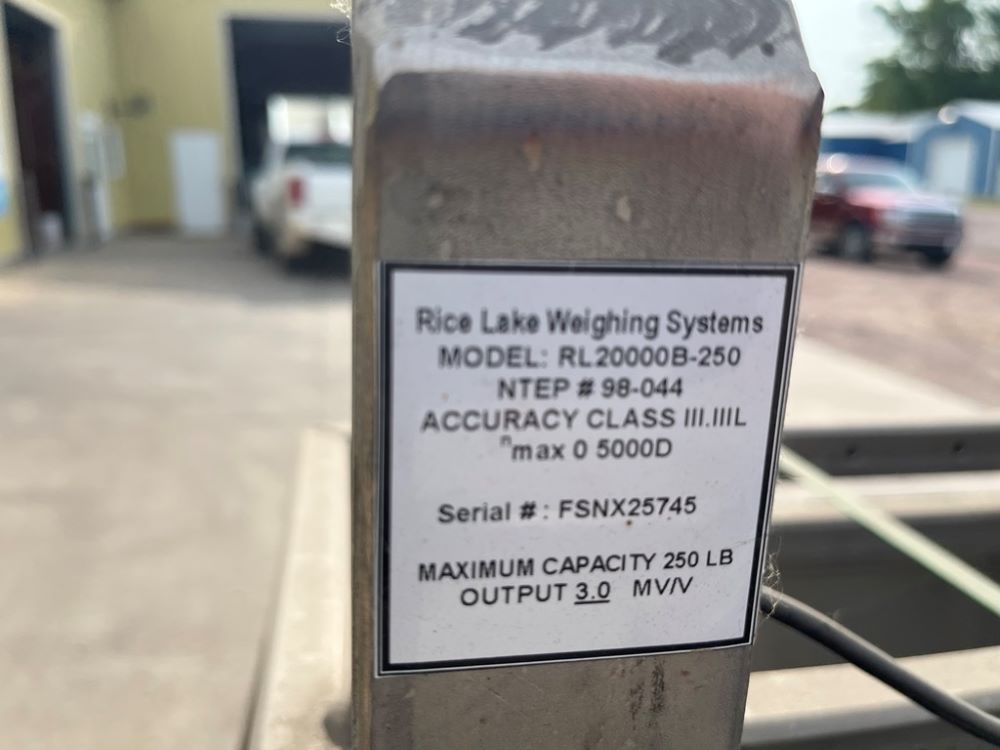 Rice Lake Weighing Systems
MODEL: RL20000B-250
NTEP # 98-044
ACCURACY CLASS III.IIIL
nmax 0 5000D
Serial # : FSNX25745
MAXIMUM CAPACITY 250 LB
OUTPUT 3.0 MV/V